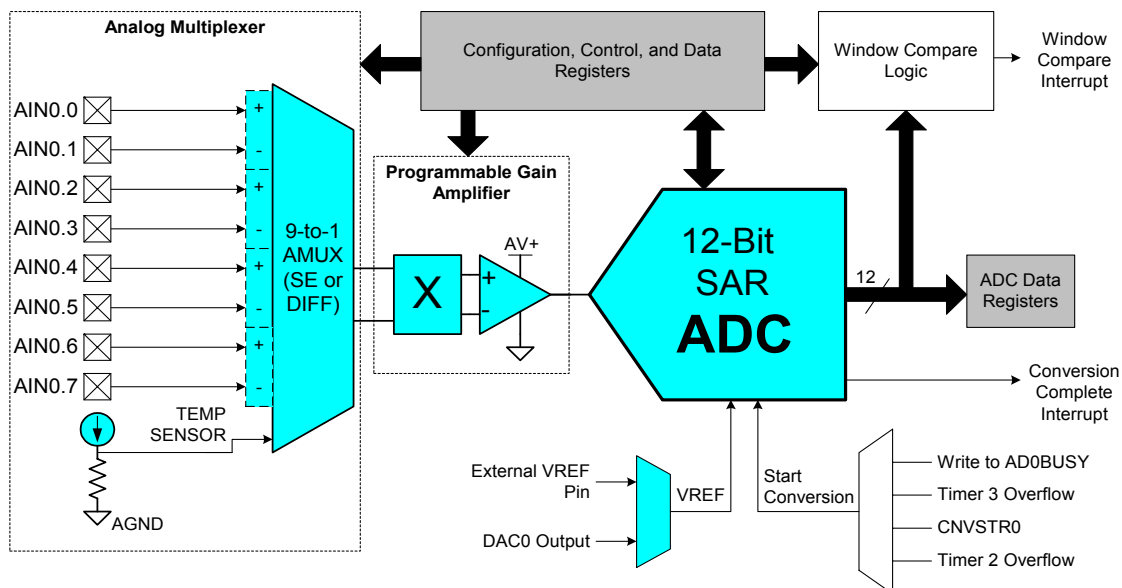 Analog Multiplexer
AIN0.0
AIN0.1
AIN0.2
AIN0.3
AIN0.4
AIN0.5
AIN0.6
AIN0.7
+
-
+
-
+
-
+
-
9-to-1
AMUX
(SE or
DIFF)
TEMP
SENSOR
AGND
Configuration, Control, and Data
Registers
Window Compare
Logic
Window
Compare
Interrupt
Programmable Gain
Amplifier
X
+
-
AV+
12-Bit
SAR
ADC
12
ADC Data
Registers
Conversion
Complete
Interrupt
External VREF
Pin
DAC0 Output
VREF
Start
Conversion
Write to AD0BUSY
Timer 3 Overflow
CNVSTR0
Timer 2 Overflow